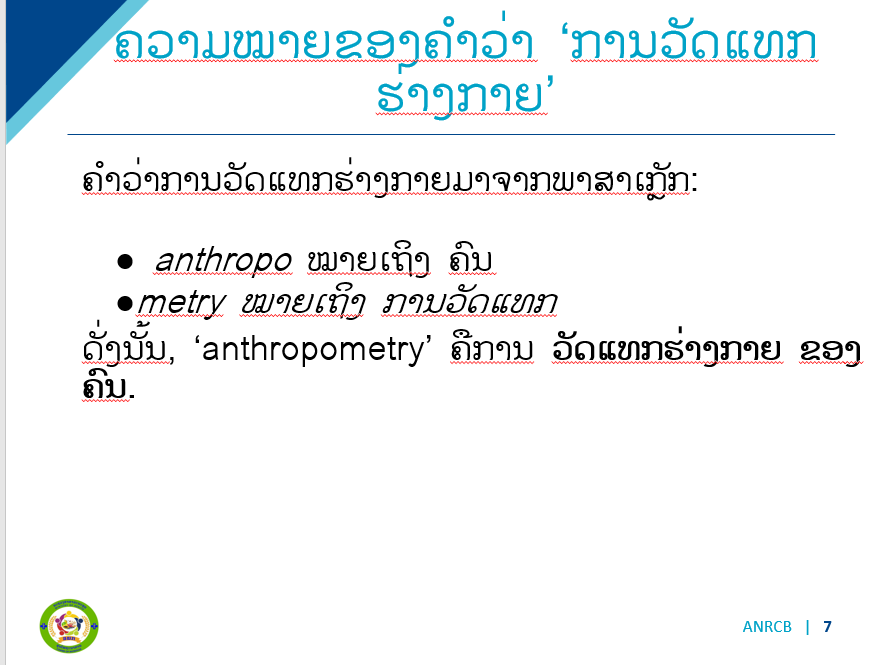 ຄວາມໝາຍຂອງຄຳວ່າ ‘ການວັດແທກ
ຮ່າງກາຍ’
ຄຳວ່າການວັດແທກຮ່າງກາຍມາຈາກພາສາເກຼັກ:
● anthropo ໝາຍເຖິງ ຄົນ
●metry ໝາຍເຖິງ ການວັດແທກ
ດັ່ງນັ້ນ, ‘anthropometry’ ຄືການ ວັດແທກຮ່າງກາຍ ຂອງ
ຄົນ.
ANRCB | 7